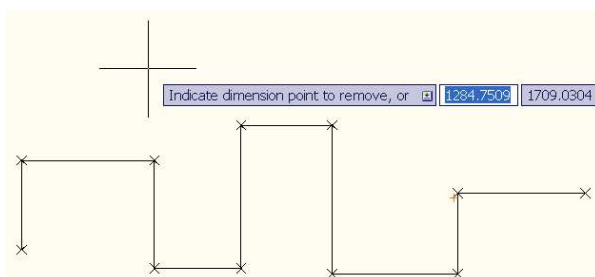 Indicate dimension point to remove, or 1284.7509 1709.0304